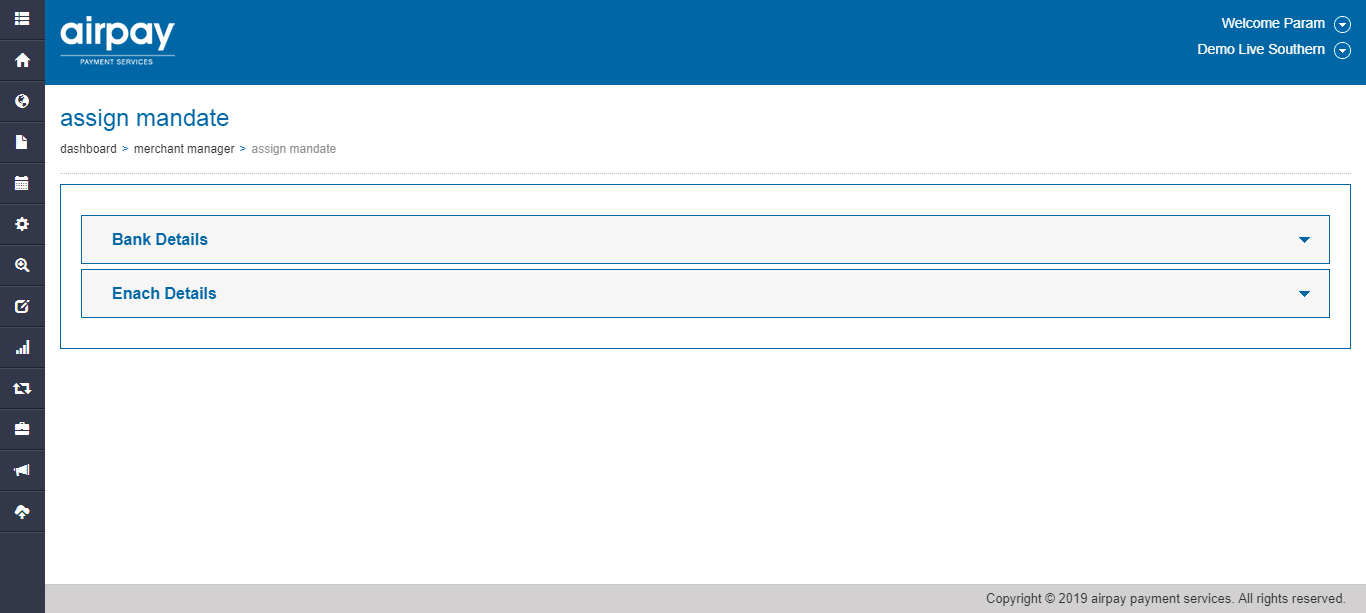 airpay
PAYMENT SERVICES
Welcome Param
Demo Live Southern
assign mandate
dashboard > merchant manager > assign mandate
Bank Details
Enach Details
Copyright © 2019 airpay payment services. All rights reserved.